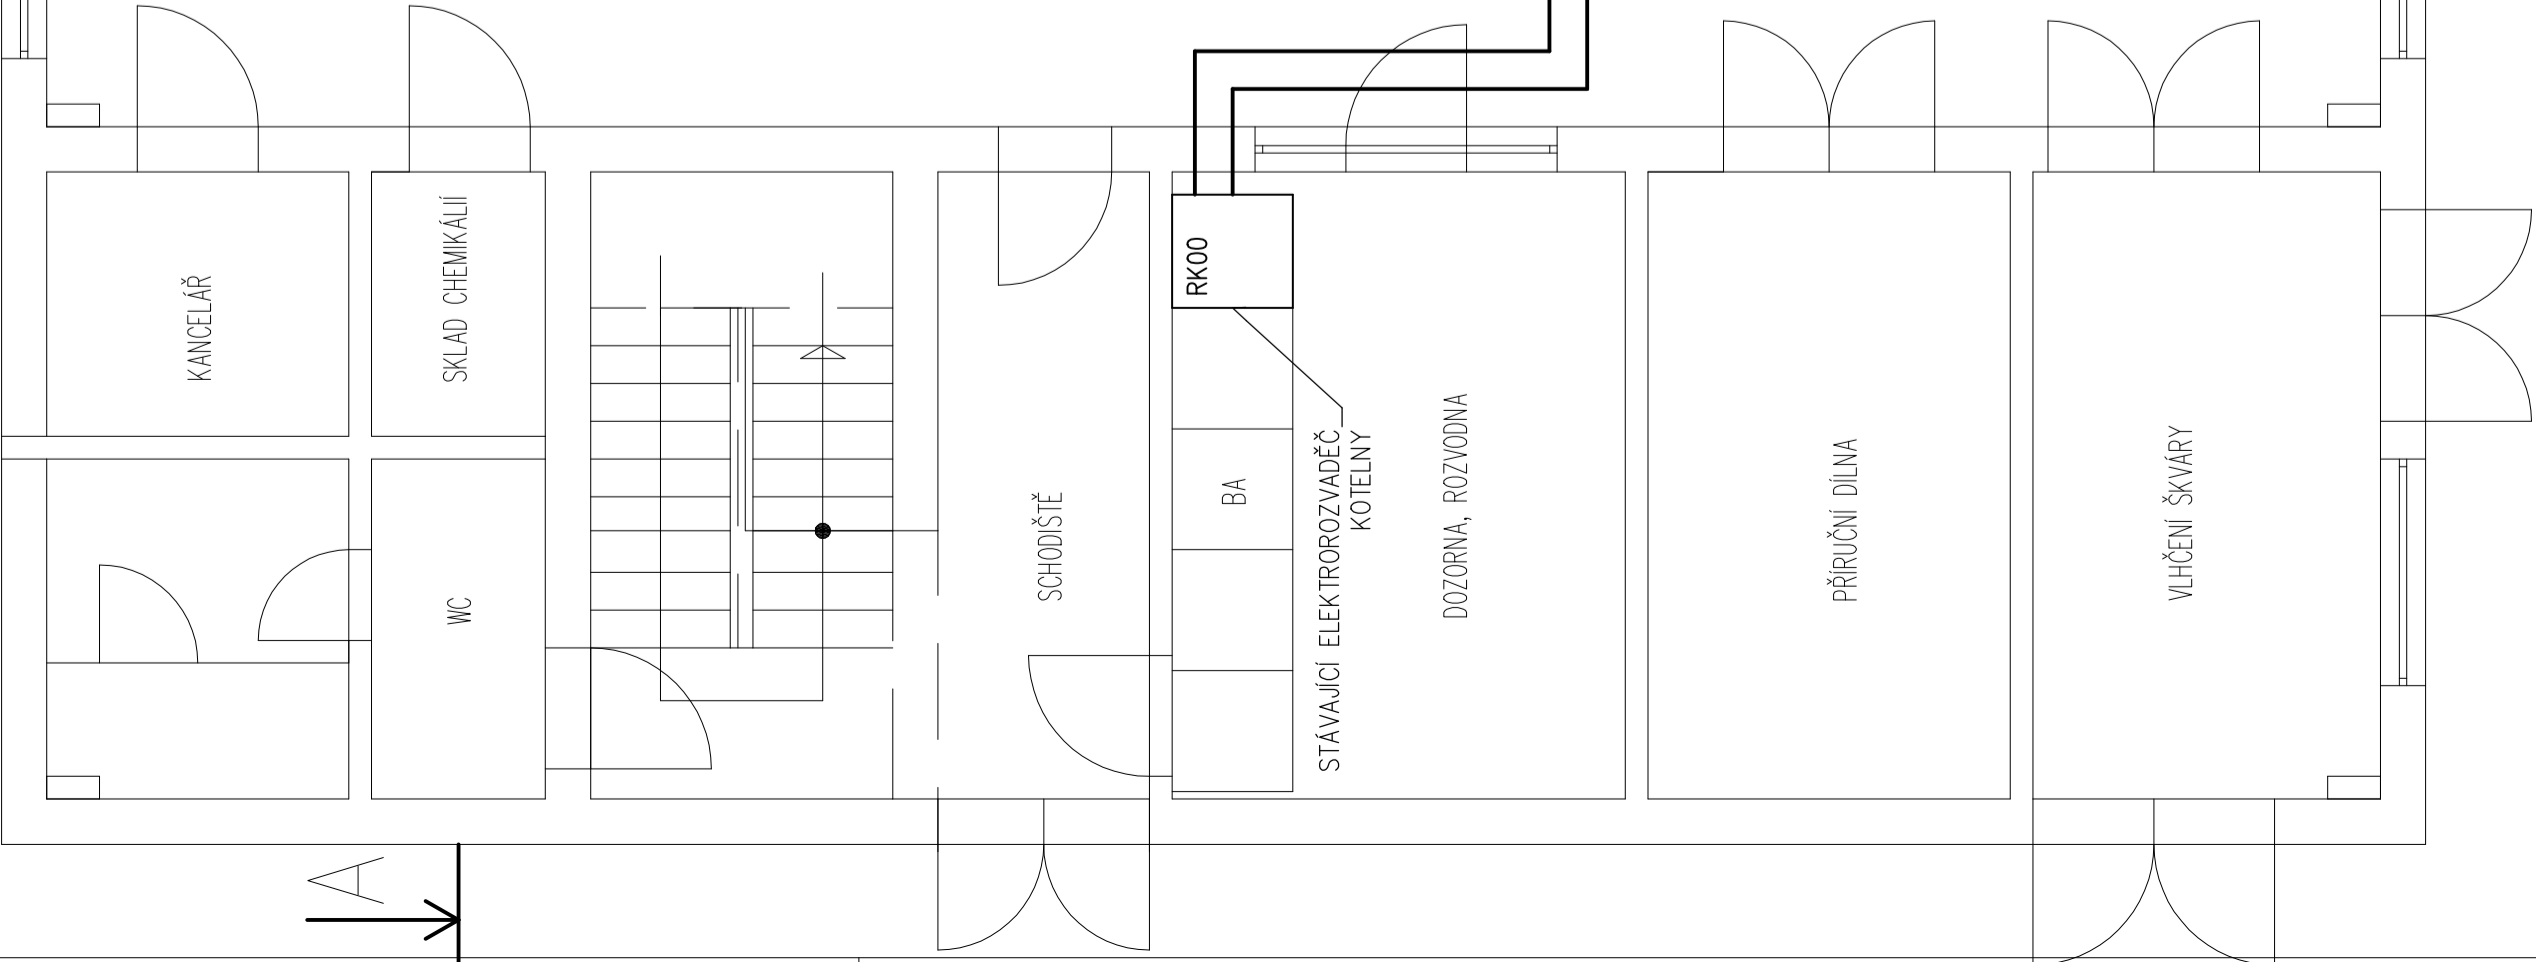 KANCELÁŘ
SKLAD CHEMIKÁLIÍ
WC
SCHODIŠTĚ
RK00
BA
STÁVAJÍCÍ ELEKTROROZVADĚČ
KOTELNY
DOZORNA, ROZVODNA
PŘÍRUČNÍ DÍLNA
VLHČENÍ ŠKVÁRY
A